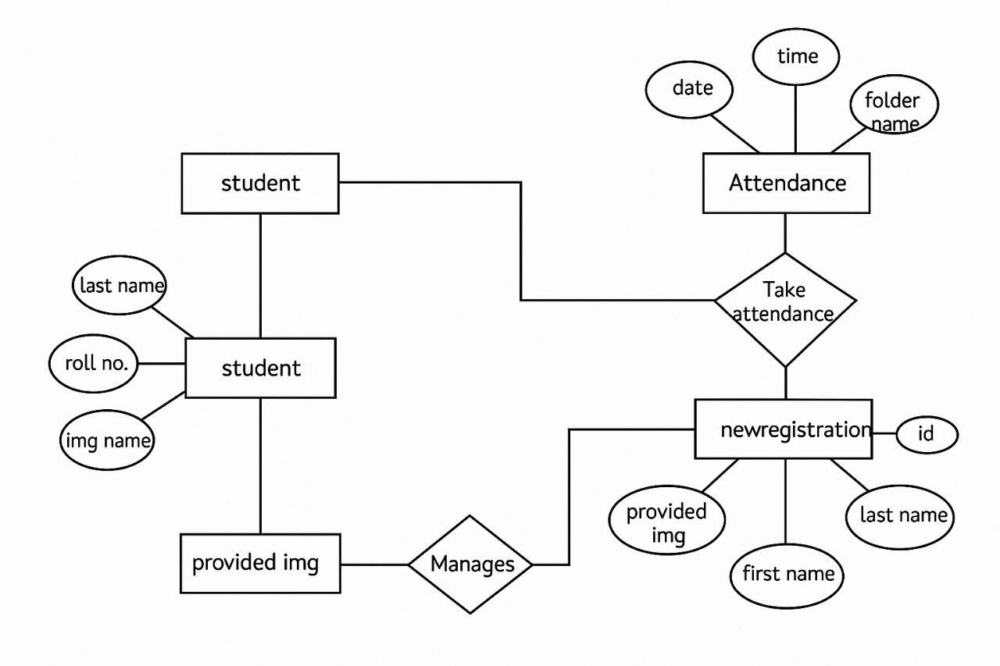 time
date
folder
name
student
Attendance
last name
Take
attendance
roll no.
student
img name
newregistration
id
provided
img
last name
provided img
Manages
first name